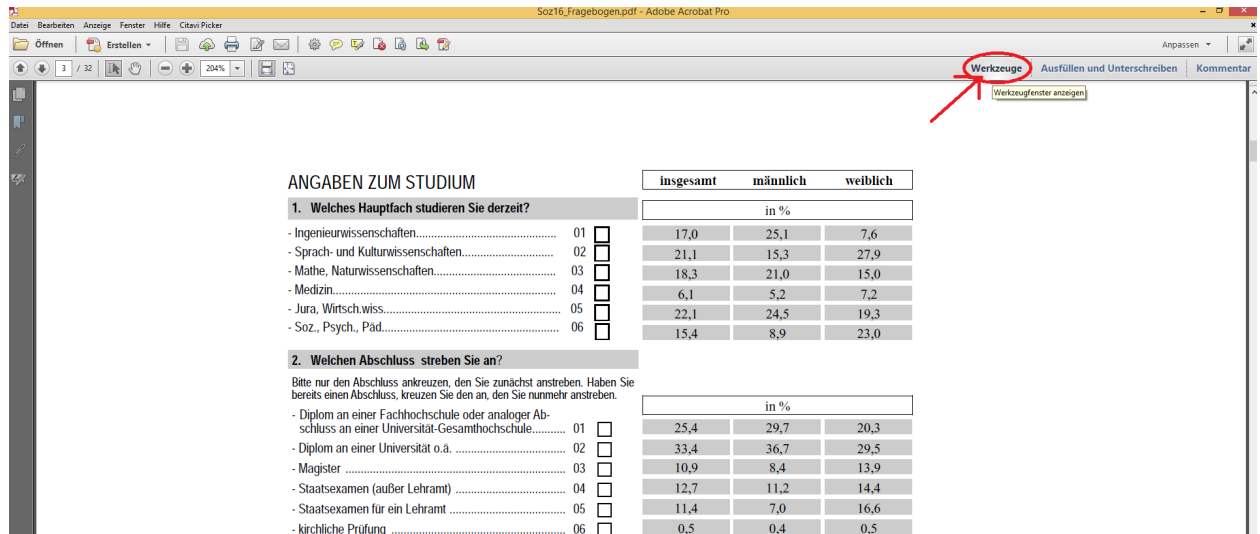 Soz16_Fragebogen.pdf - Adobe Acrobat Pro
Datei Bearbeiten Anzeige Fenster Hilfe Citavi Picker
Öffnen Erstellen Anpassen
3 / 32 204% Werkzeuge Ausfüllen und Unterschreiben Kommentar
Werkzeugfenster anzeigen
ANGABEN ZUM STUDIUM insgesamt männlich weiblich
1. Welches Hauptfach studieren Sie derzeit? in %
- Ingenieurwissenschaften.................................................. 01 17,0 25,1 7,6
- Sprach- und Kulturwissenschaften................................ 02 21,1 15,3 27,9
- Mathe, Naturwissenschaften.......................................... 03 18,3 21,0 15,0
- Medizin............................................................................. 04 6,1 5,2 7,2
- Jura, Wirtsch.wiss............................................................ 05 22,1 24,5 19,3
- Soz., Psych., Päd............................................................. 06 15,4 8,9 23,0
2. Welchen Abschluss streben Sie an?
Bitte nur den Abschluss ankreuzen, den Sie zunächst anstreben. Haben Sie
bereits einen Abschluss, kreuzen Sie den an, den Sie nunmehr anstreben.
in %
- Diplom an einer Fachhochschule oder analoger Ab-
schluss an einer Universität-Gesamthochschule........... 01 25,4 29,7 20,3
- Diplom an einer Universität o.ä. ...................................... 02 33,4 36,7 29,5
- Magister ........................................................................... 03 10,9 8,4 13,9
- Staatsexamen (außer Lehramt) ...................................... 04 12,7 11,2 14,4
- Staatsexamen für ein Lehramt ........................................ 05 11,4 7,0 16,6
- kirchliche Prüfung ............................................................ 06 0,5 0,4 0,5